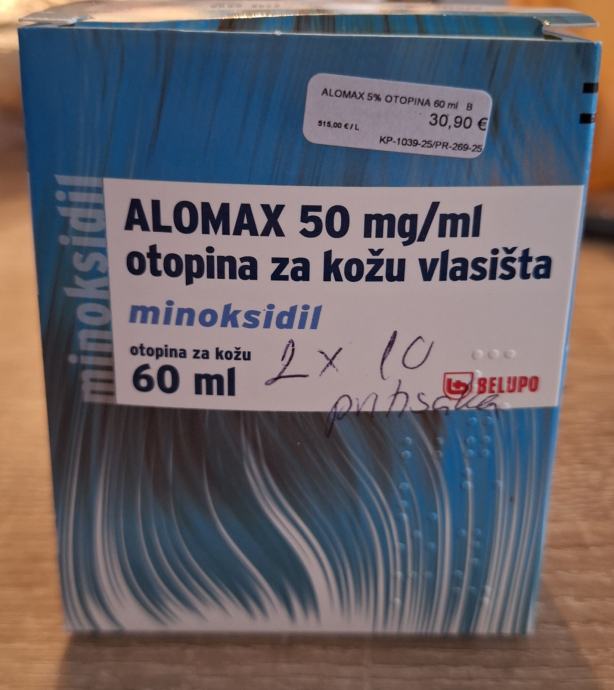 ALOMAX 5% OTOPINA 60 ml B
30,90 €
515,00 € / L
KP-1039-25/PR-269-25
minoksidil
ALOMAX 50 mg/ml
otopina za kožu vlasišta
minoksidil
otopina za kožu
60 ml
2 x 10
pritisaka
BELUPO